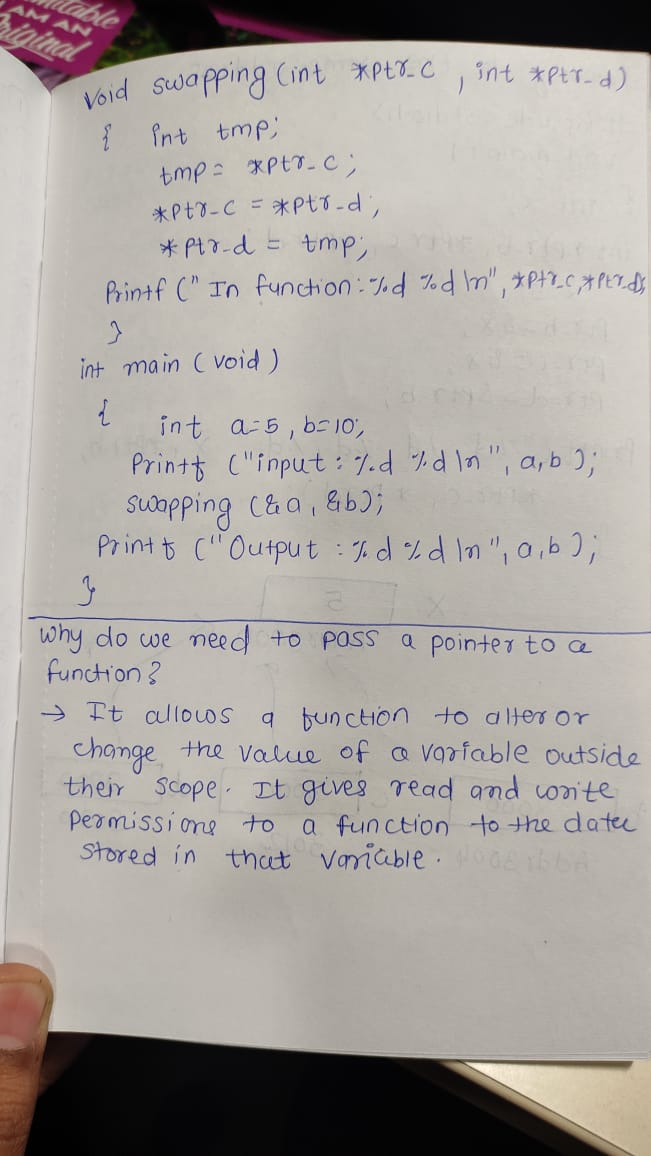 AM AN
Original
void swapping (int *ptr_c , int *ptr_d)
{ int tmp;
tmp = *ptr_c ;
*ptr_c = *ptr_d ;
*ptr_d = tmp;
Printf (" In function : %d %d \n", *ptr_c, *ptr_d);
}
int main ( void )
{ int a=5 , b=10;
Printf ("input : %d %d \n", a,b );
swapping (&a , &b);
Printf ("Output : %d %d \n", a,b );
}
why do we need to pass a pointer to a
function?
→ It allows a function to alter or
change the value of a variable outside
their scope. It gives read and write
permissions to a function to the data
stored in that variable.